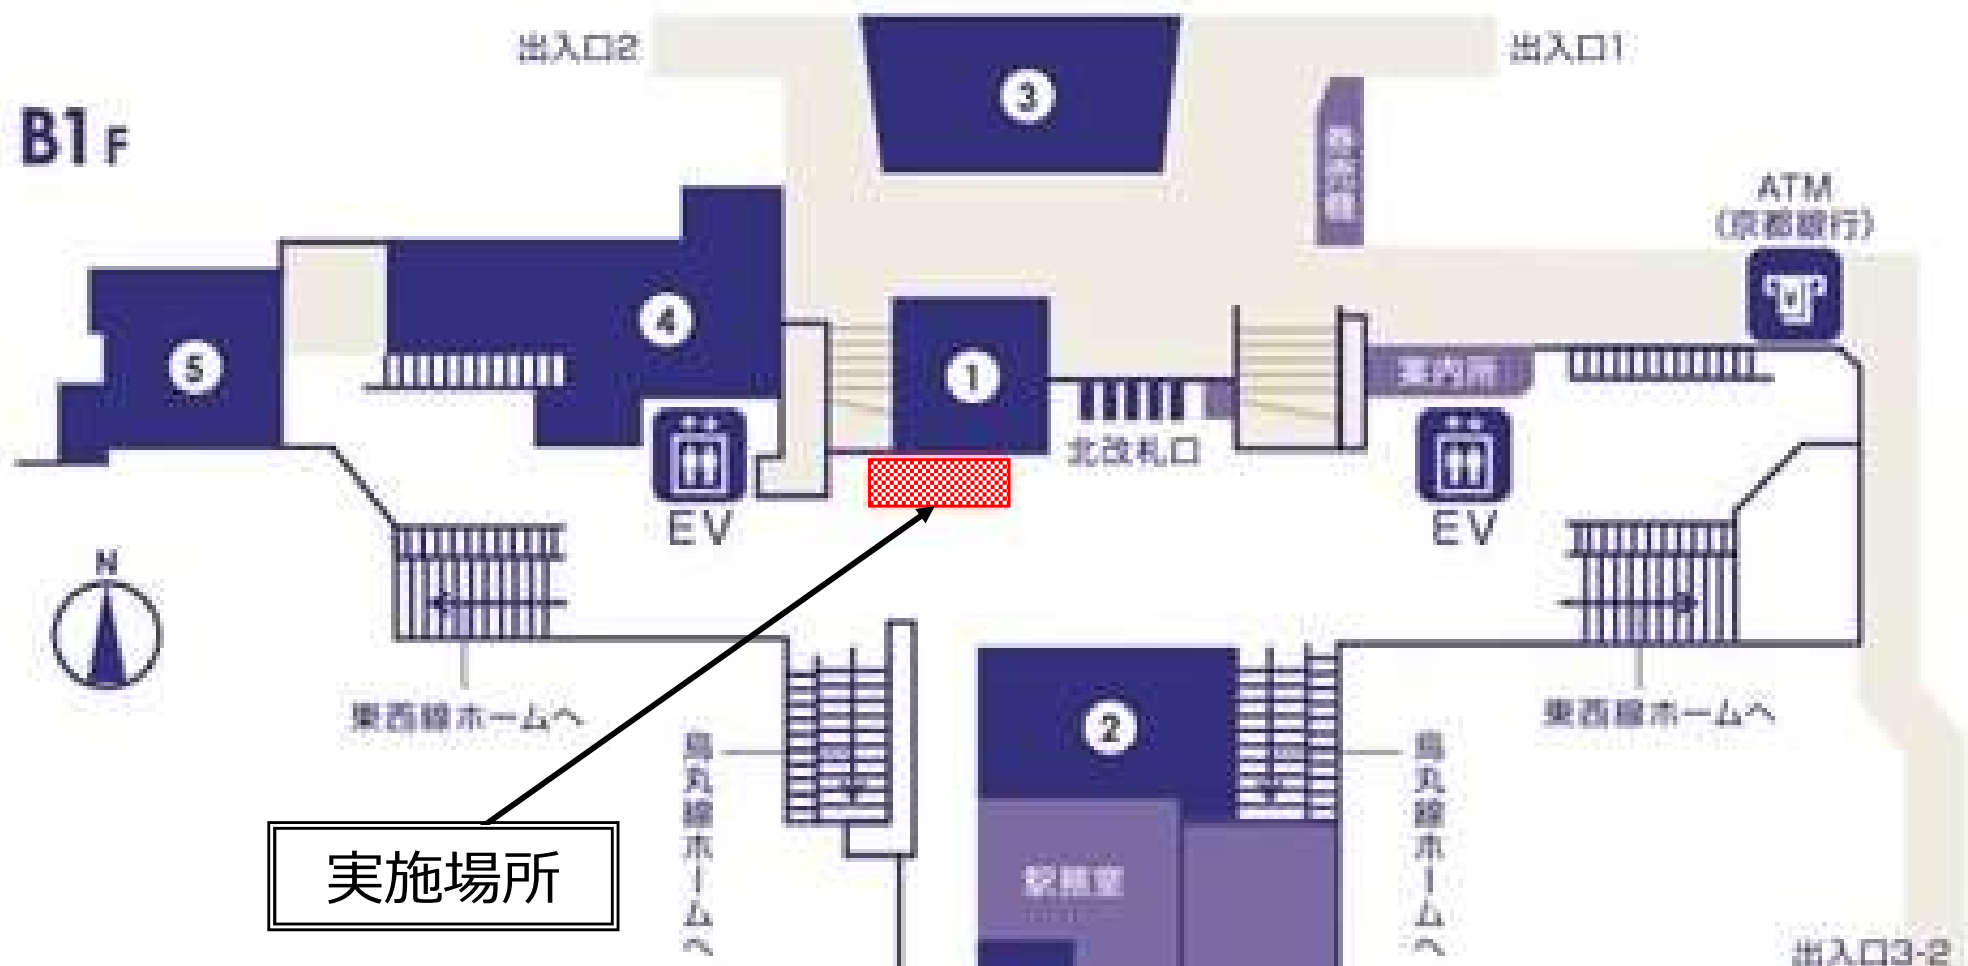 出入口2
出入口1
3
B1F
ATM
(京都銀行)
4
5
1
案内所
北改札口
EV
EV
N
東西線ホームへ
東西線ホームへ
2
烏丸線ホームへ
烏丸線ホームへ
実施場所
駅務室
出入口3-2